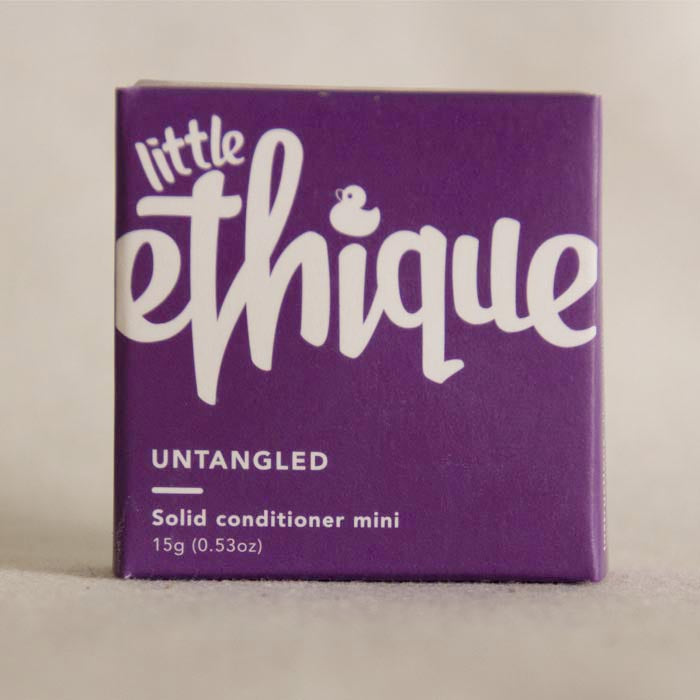 little
ethique
UNTANGLED
Solid conditioner mini
15g (0.53oz)